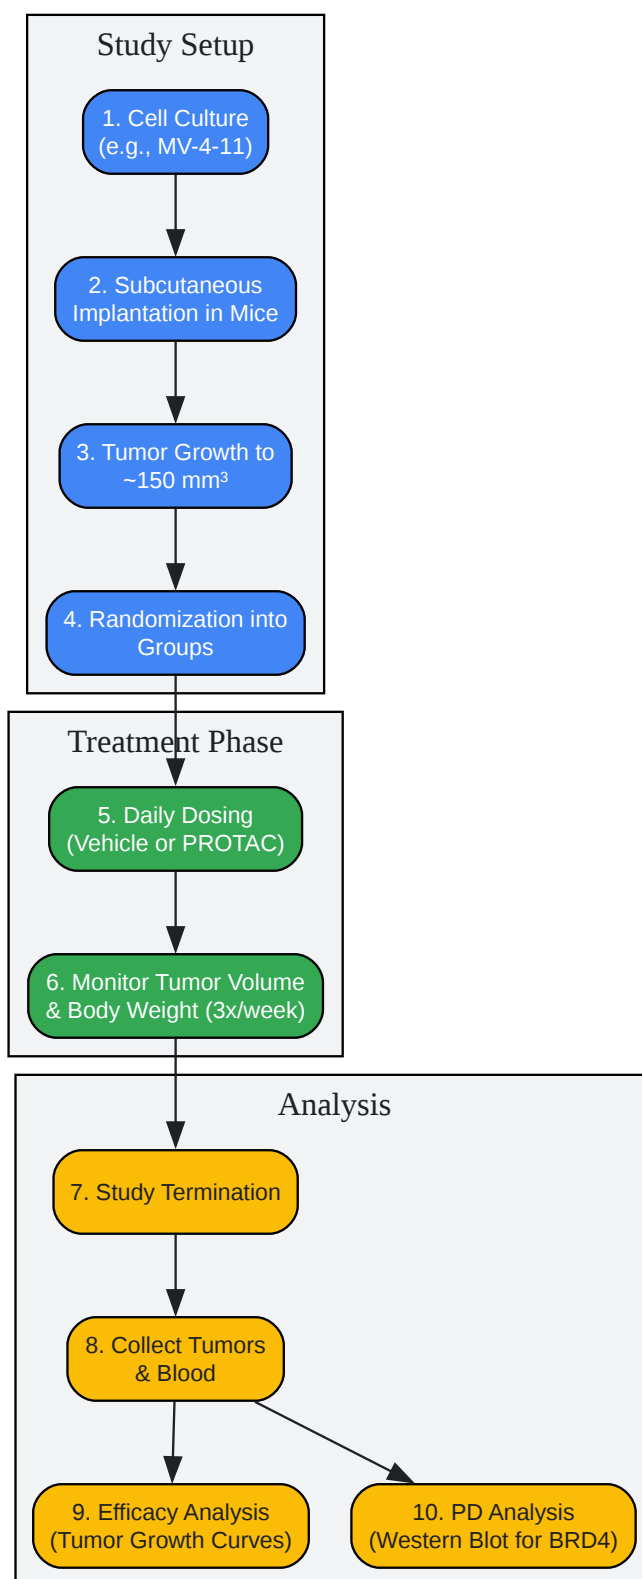 Study Setup
1. Cell Culture
(e.g., MV-4-11)
2. Subcutaneous
Implantation in Mice
3. Tumor Growth to
~150 mm³
4. Randomization into
Groups
Treatment Phase
5. Daily Dosing
(Vehicle or PROTAC)
6. Monitor Tumor Volume
& Body Weight (3x/week)
Analysis
7. Study Termination
8. Collect Tumors
& Blood
9. Efficacy Analysis
(Tumor Growth Curves)
10. PD Analysis
(Western Blot for BRD4)